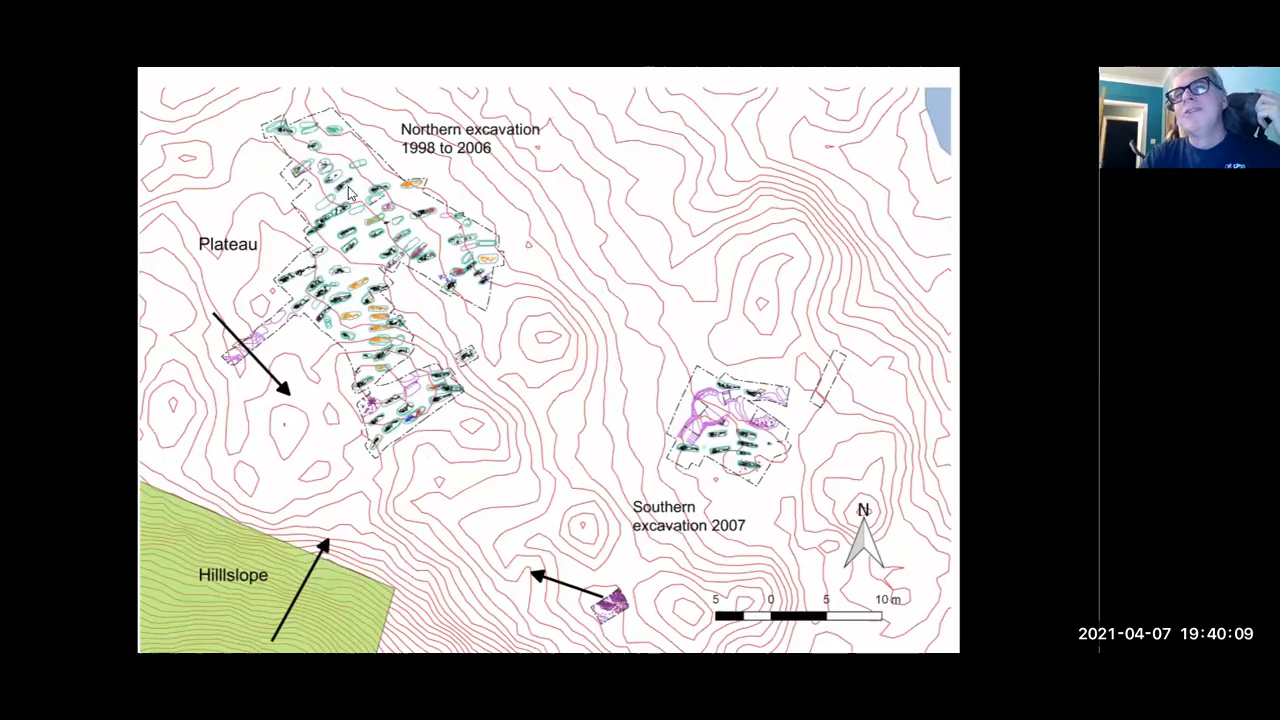 Northern excavation
1998 to 2006
Plateau
Southern
excavation 2007
N
Hilllslope
5 0 5 10 m
2021-04-07 19:40:09